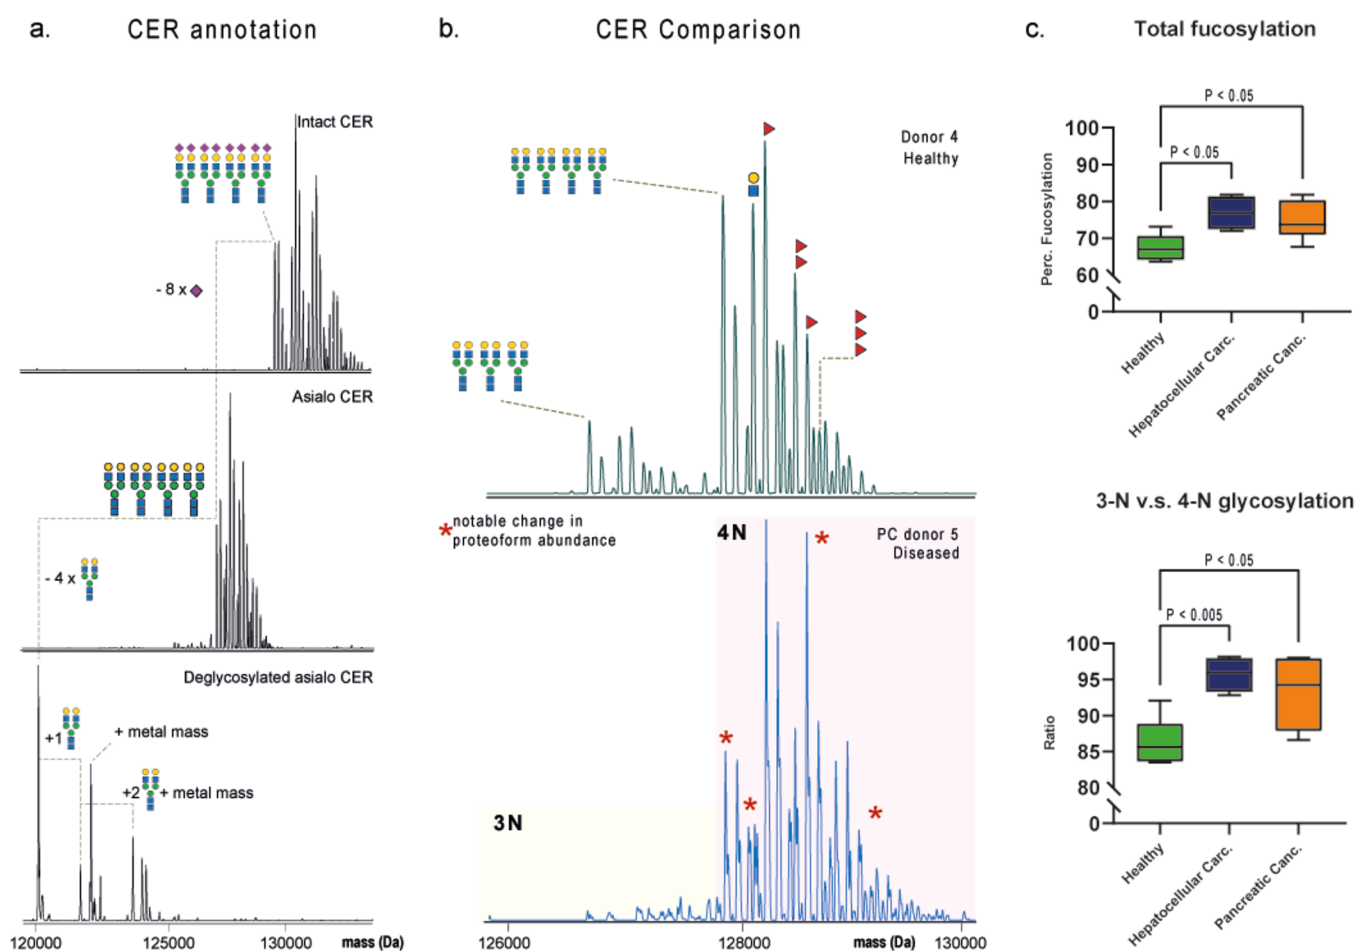 a.
CER annotation
Intact CER
- 8 x
Asialo CER
- 4 x
Deglycosylated asialo CER
+1
+ metal mass
+2 + metal mass
120000 125000 130000 mass (Da)
b.
CER Comparison
Donor 4
Healthy
*notable change in
proteoform abundance
4N
PC donor 5
Diseased
*
*
*
*
3N
126000 128000 mass (Da) 130000
c.
Total fucosylation
P < 0.05
P < 0.05
Perc. Fucosylation
100
90
80
70
60
0
Healthy
Hepatocellular Carc.
Pancreatic Canc.
3-N v.s. 4-N glycosylation
P < 0.05
P < 0.005
Ratio
100
95
90
85
80
0
Healthy
Hepatocellular Carc.
Pancreatic Canc.